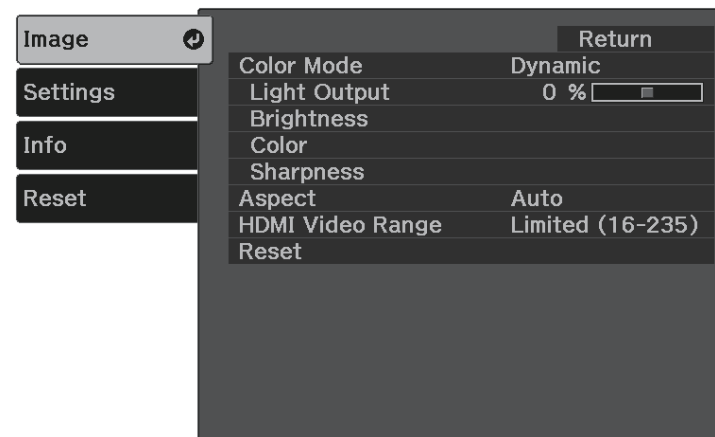 Image
Settings
Info
Reset
Return
Color Mode Dynamic
Light Output 0 %
Brightness
Color
Sharpness
Aspect Auto
HDMI Video Range Limited (16-235)
Reset